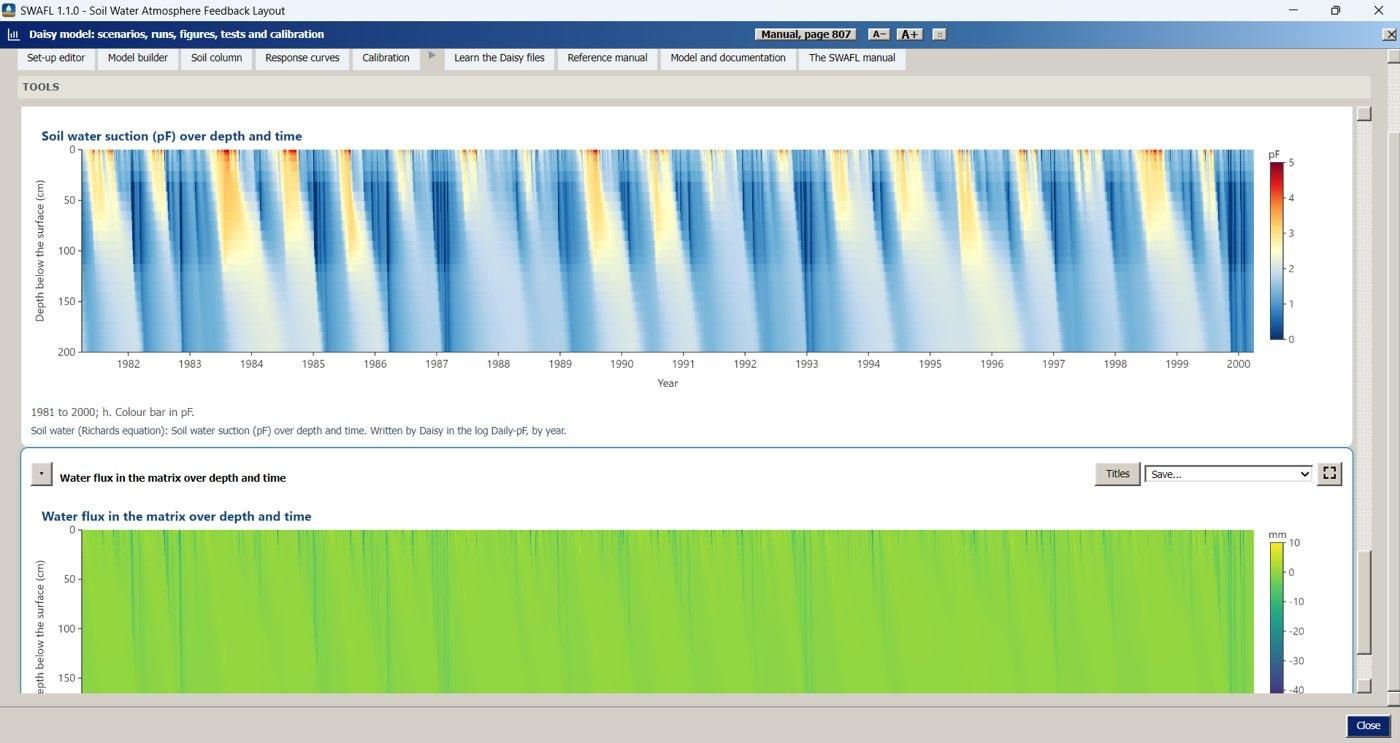 SWAFL 1.1.0 - Soil Water Atmosphere Feedback Layout
Daisy model: scenarios, runs, figures, tests and calibration
Manual, page 807
A−
A+
Set-up editor
Model builder
Soil column
Response curves
Calibration
Learn the Daisy files
Reference manual
Model and documentation
The SWAFL manual
TOOLS
Soil water suction (pF) over depth and time
pF
5
4
3
2
1
0
Depth below the surface (cm)
0
50
100
150
200
1982 1983 1984 1985 1986 1987 1988 1989 1990 1991 1992 1993 1994 1995 1996 1997 1998 1999 2000
Year
1981 to 2000; h. Colour bar in pF.
Soil water (Richards equation): Soil water suction (pF) over depth and time. Written by Daisy in the log Daily-pF, by year.
Water flux in the matrix over depth and time
Titles
Save...
Water flux in the matrix over depth and time
mm
10
0
-10
-20
-30
-40
epth below the surface (cm)
0
50
100
150
Close